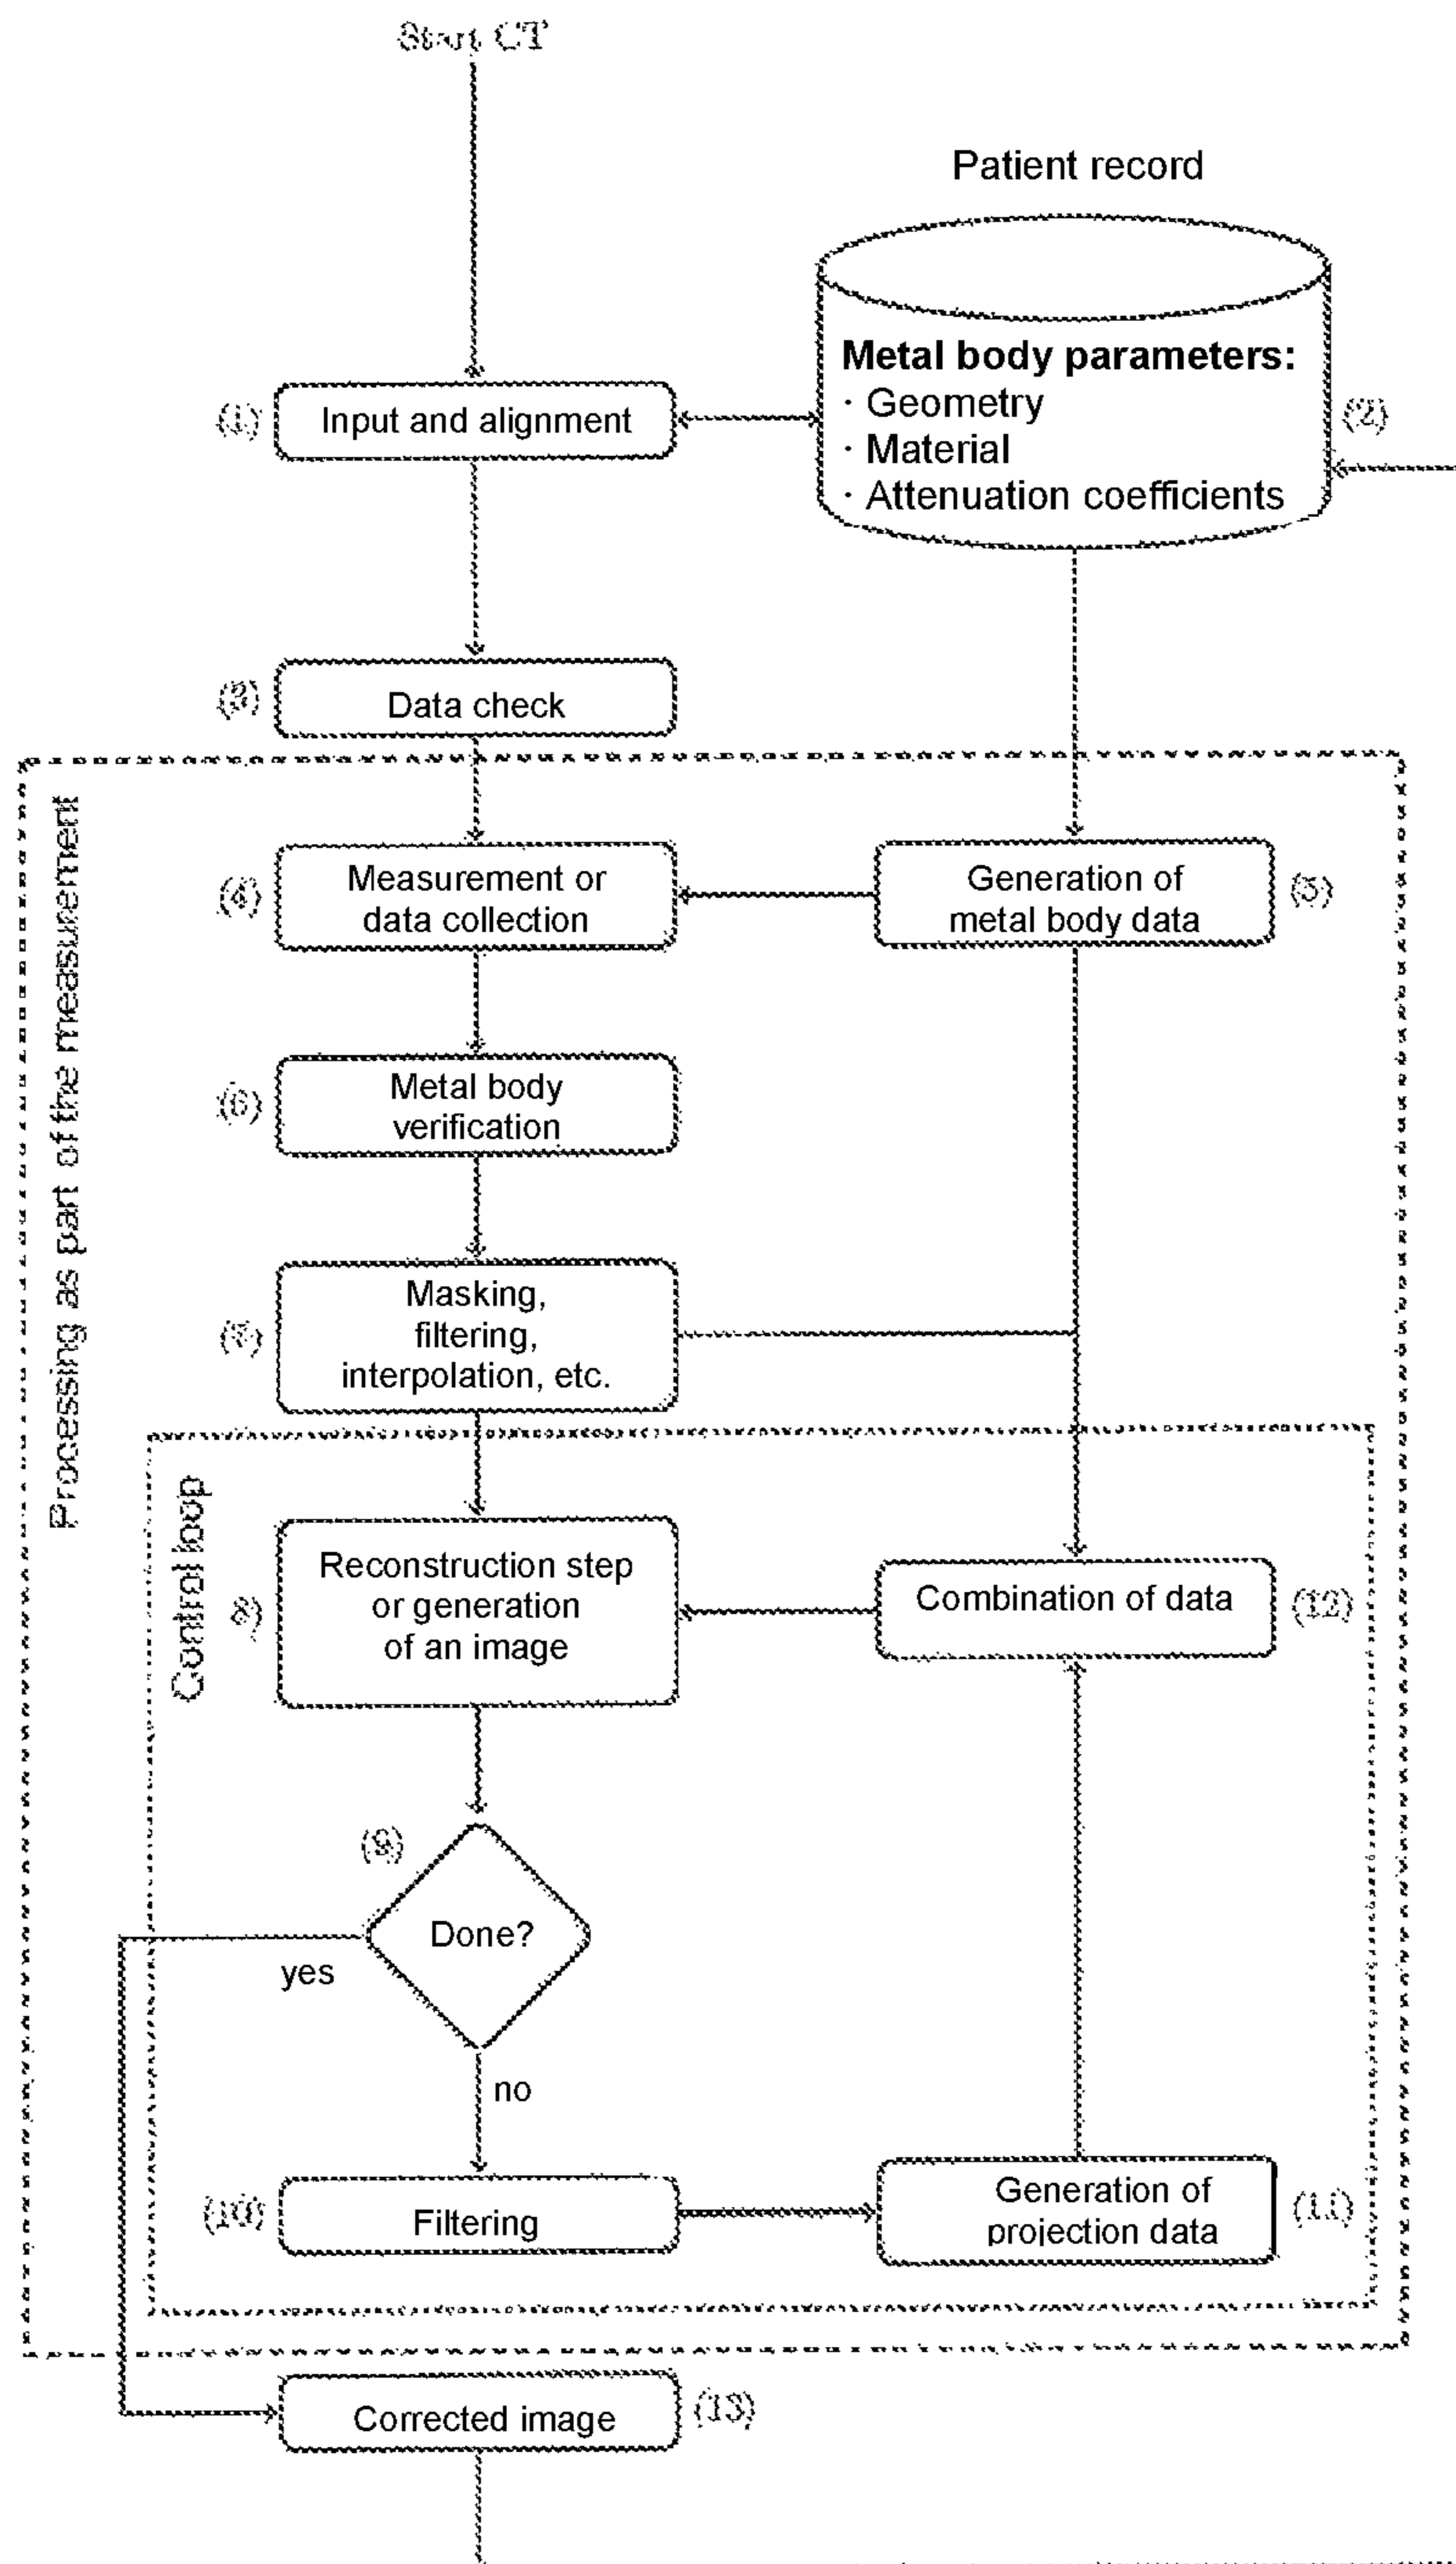 Start CT
Patient record
Metal body parameters:
· Geometry
· Material
· Attenuation coefficients
(2)
(1)
Input and alignment
(3)
Data check
Processing as part of the measurement
(4)
Measurement or
data collection
Generation of
metal body data
(5)
(6)
Metal body
verification
(7)
Masking,
filtering,
interpolation, etc.
Control loop
(8)
Reconstruction step
or generation
of an image
Combination of data
(12)
(9)
Done?
yes
no
(10)
Filtering
Generation of
projection data
(11)
Corrected image
(13)